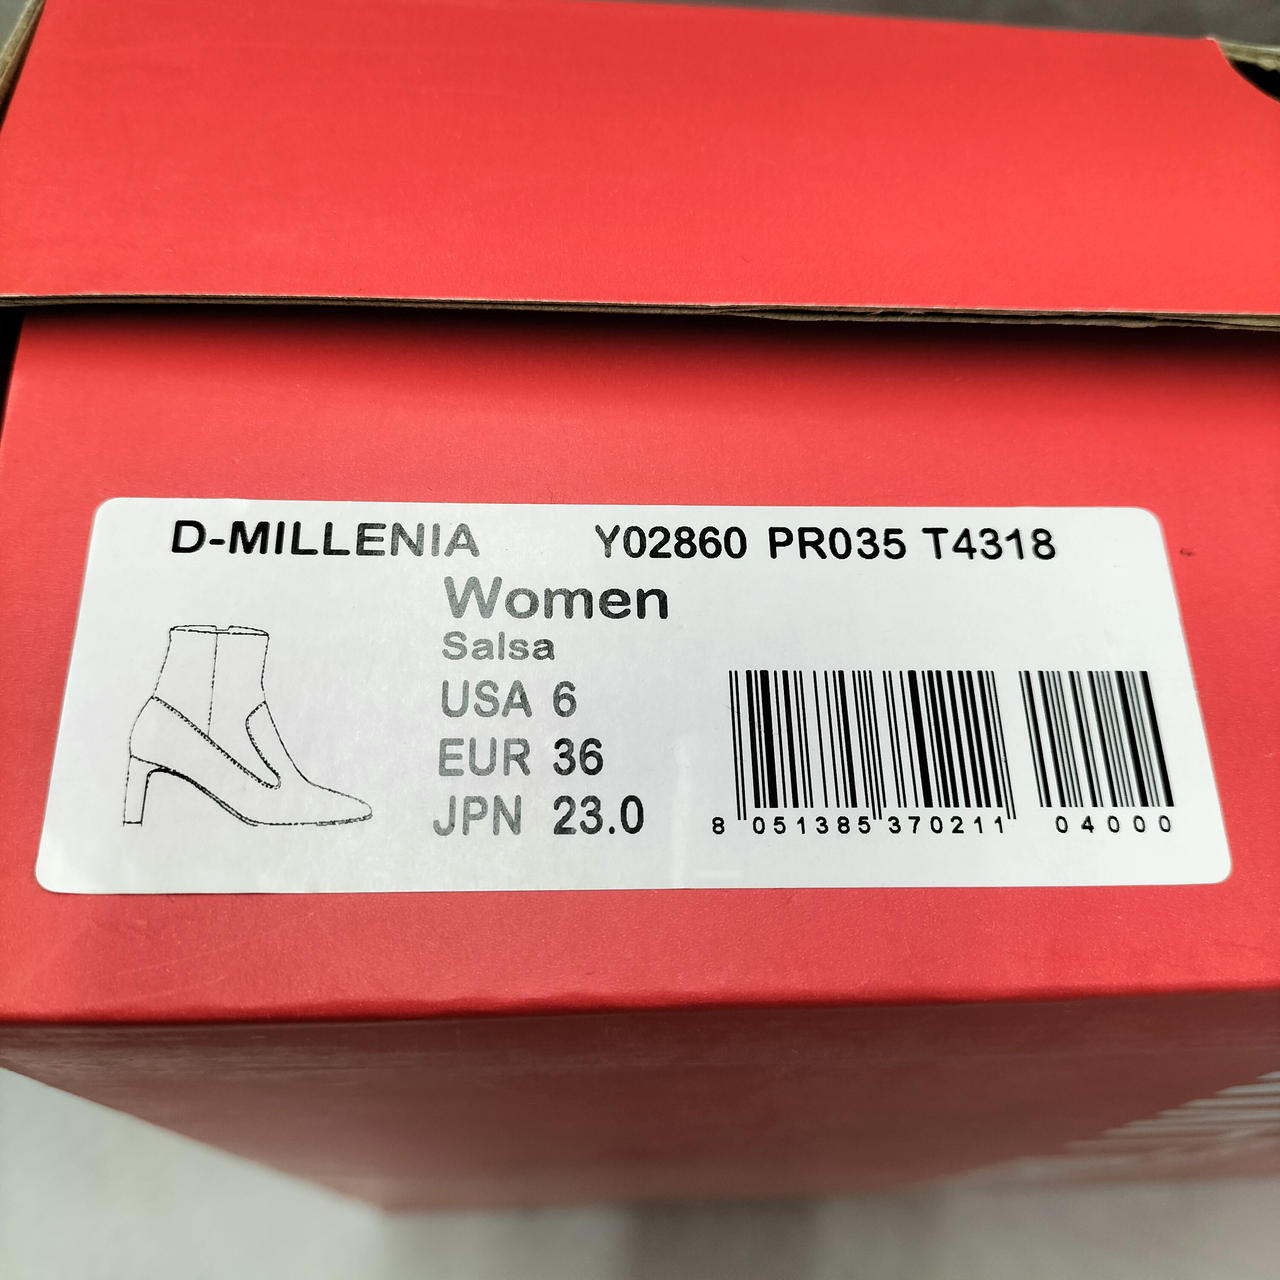 D-MILLENIA Y02860 PR035 T4318
Women
Salsa
USA 6
EUR 36
JPN 23.0
8 051385 370211 04000